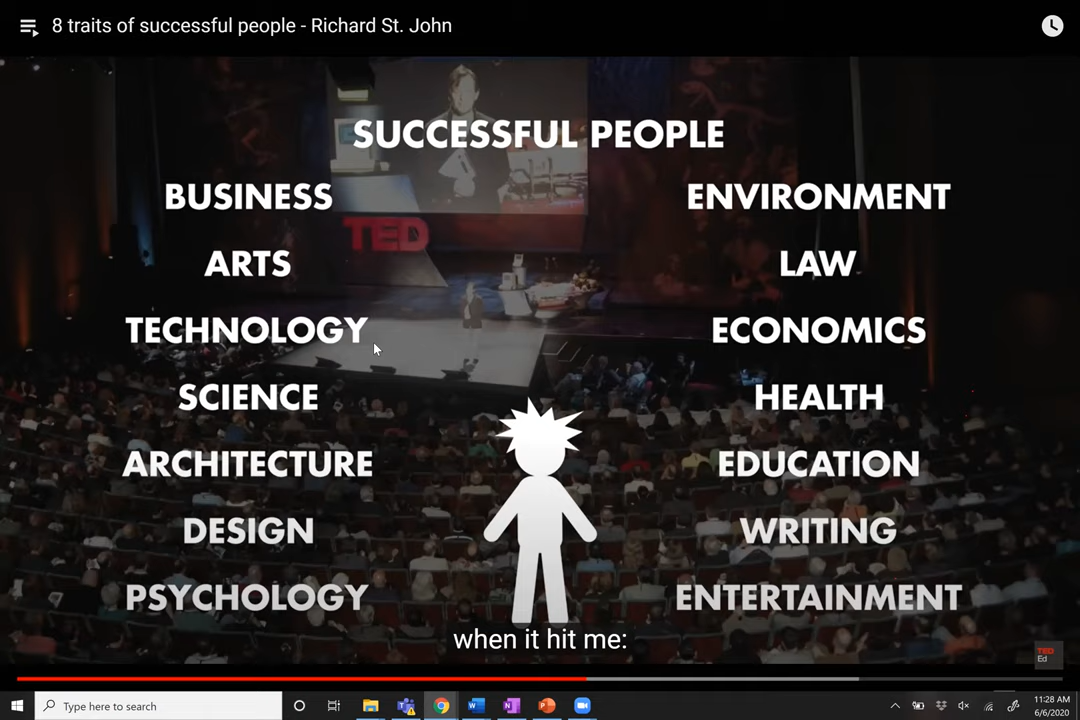 8 traits of successful people - Richard St. John
SUCCESSFUL PEOPLE
BUSINESS
ENVIRONMENT
TED
ARTS
LAW
TECHNOLOGY
ECONOMICS
SCIENCE
HEALTH
ARCHITECTURE
EDUCATION
DESIGN
WRITING
PSYCHOLOGY
ENTERTAINMENT
when it hit me:
TED
Ed
Type here to search
11:28 AM
6/6/2020